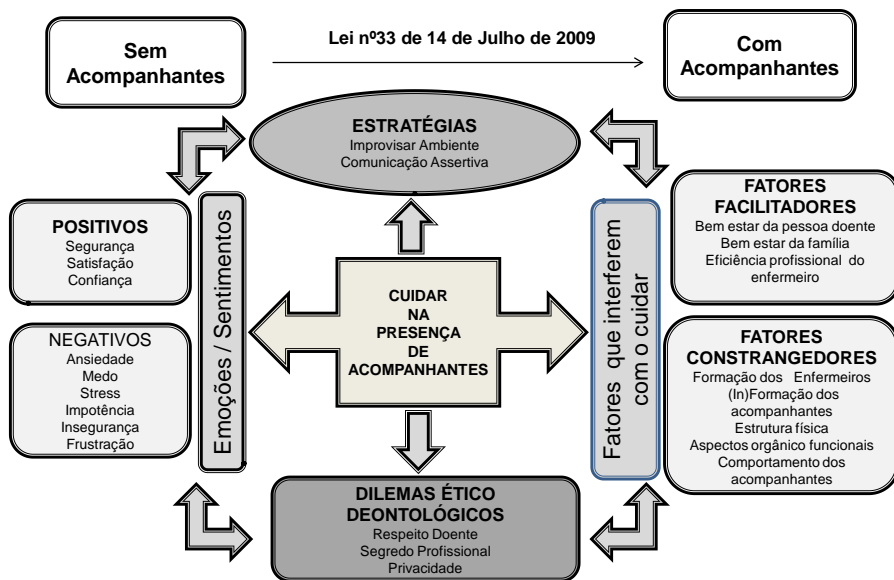 Sem
Acompanhantes
Lei nº33 de 14 de Julho de 2009
Com
Acompanhantes
ESTRATÉGIAS
Improvisar Ambiente
Comunicação Assertiva
POSITIVOS
Segurança
Satisfação
Confiança
NEGATIVOS
Ansiedade
Medo
Stress
Impotência
Insegurança
Frustração
Emoções / Sentimentos
CUIDAR
NA
PRESENÇA
DE
ACOMPANHANTES
Fatores que interferem
com o cuidar
FATORES
FACILITADORES
Bem estar da pessoa doente
Bem estar da família
Eficiência profissional do
enfermeiro
FATORES
CONSTRANGEDORES
Formação dos Enfermeiros
(In)Formação dos
acompanhantes
Estrutura física
Aspectos orgânico funcionais
Comportamento dos
acompanhantes
DILEMAS ÉTICO
DEONTOLÓGICOS
Respeito Doente
Segredo Profissional
Privacidade